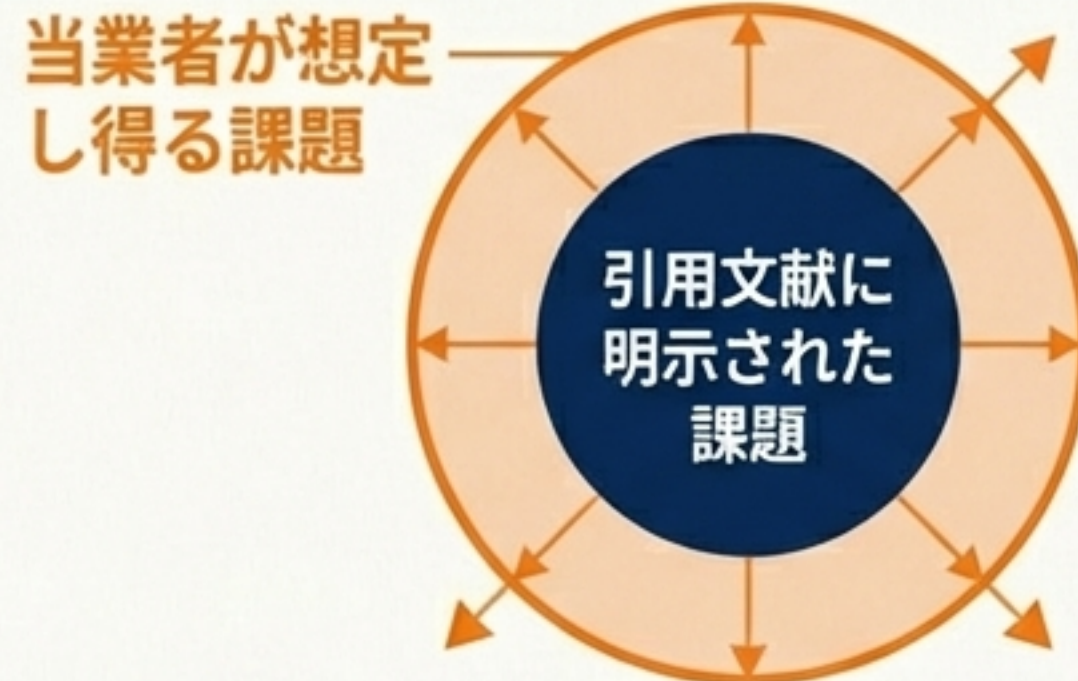 当業者が想定
し得る課題
引用文献に
明示された
課題